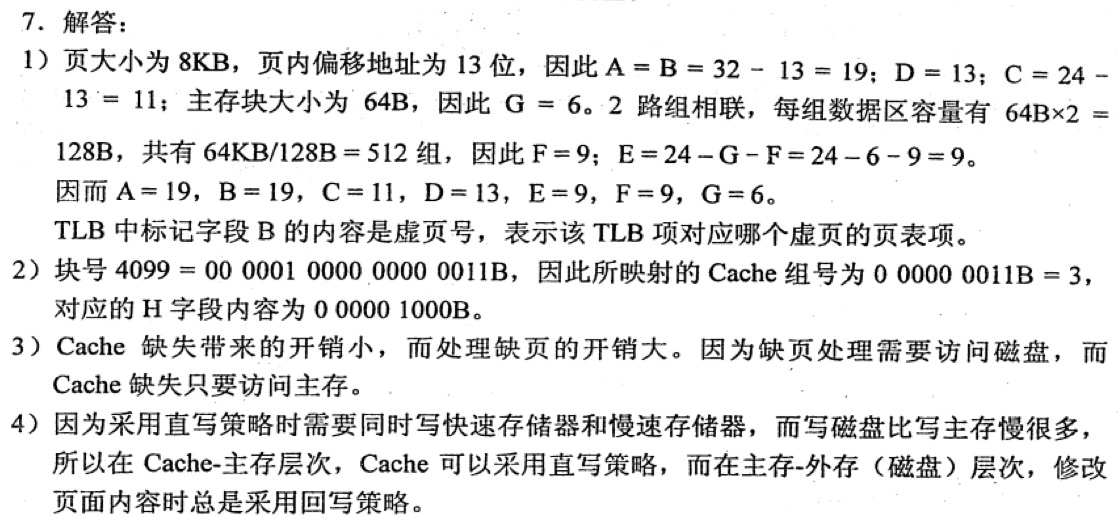 7．解答：
1）页大小为 8KB，页内偏移地址为 13 位，因此 A = B = 32 - 13 = 19；D = 13；C = 24 -
13 = 11；主存块大小为 64B，因此 G = 6。2 路组相联，每组数据区容量有 64B×2 =
128B，共有 64KB/128B = 512 组，因此 F = 9；E = 24 – G – F = 24 – 6 – 9 = 9。
因而 A = 19，B = 19，C = 11，D = 13，E = 9，F = 9，G = 6。
TLB 中标记字段 B 的内容是虚页号，表示该 TLB 项对应哪个虚页的页表项。
2）块号 4099 = 00 0001 0000 0000 0011B，因此所映射的 Cache 组号为 0 0000 0011B = 3，
对应的 H 字段内容为 0 0000 1000B。
3）Cache 缺失带来的开销小，而处理缺页的开销大。因为缺页处理需要访问磁盘，而
Cache 缺失只要访问主存。
4）因为采用直写策略时需要同时写快速存储器和慢速存储器，而写磁盘比写主存慢很多，
所以在 Cache-主存层次，Cache 可以采用直写策略，而在主存-外存（磁盘）层次，修改
页面内容时总是采用回写策略。